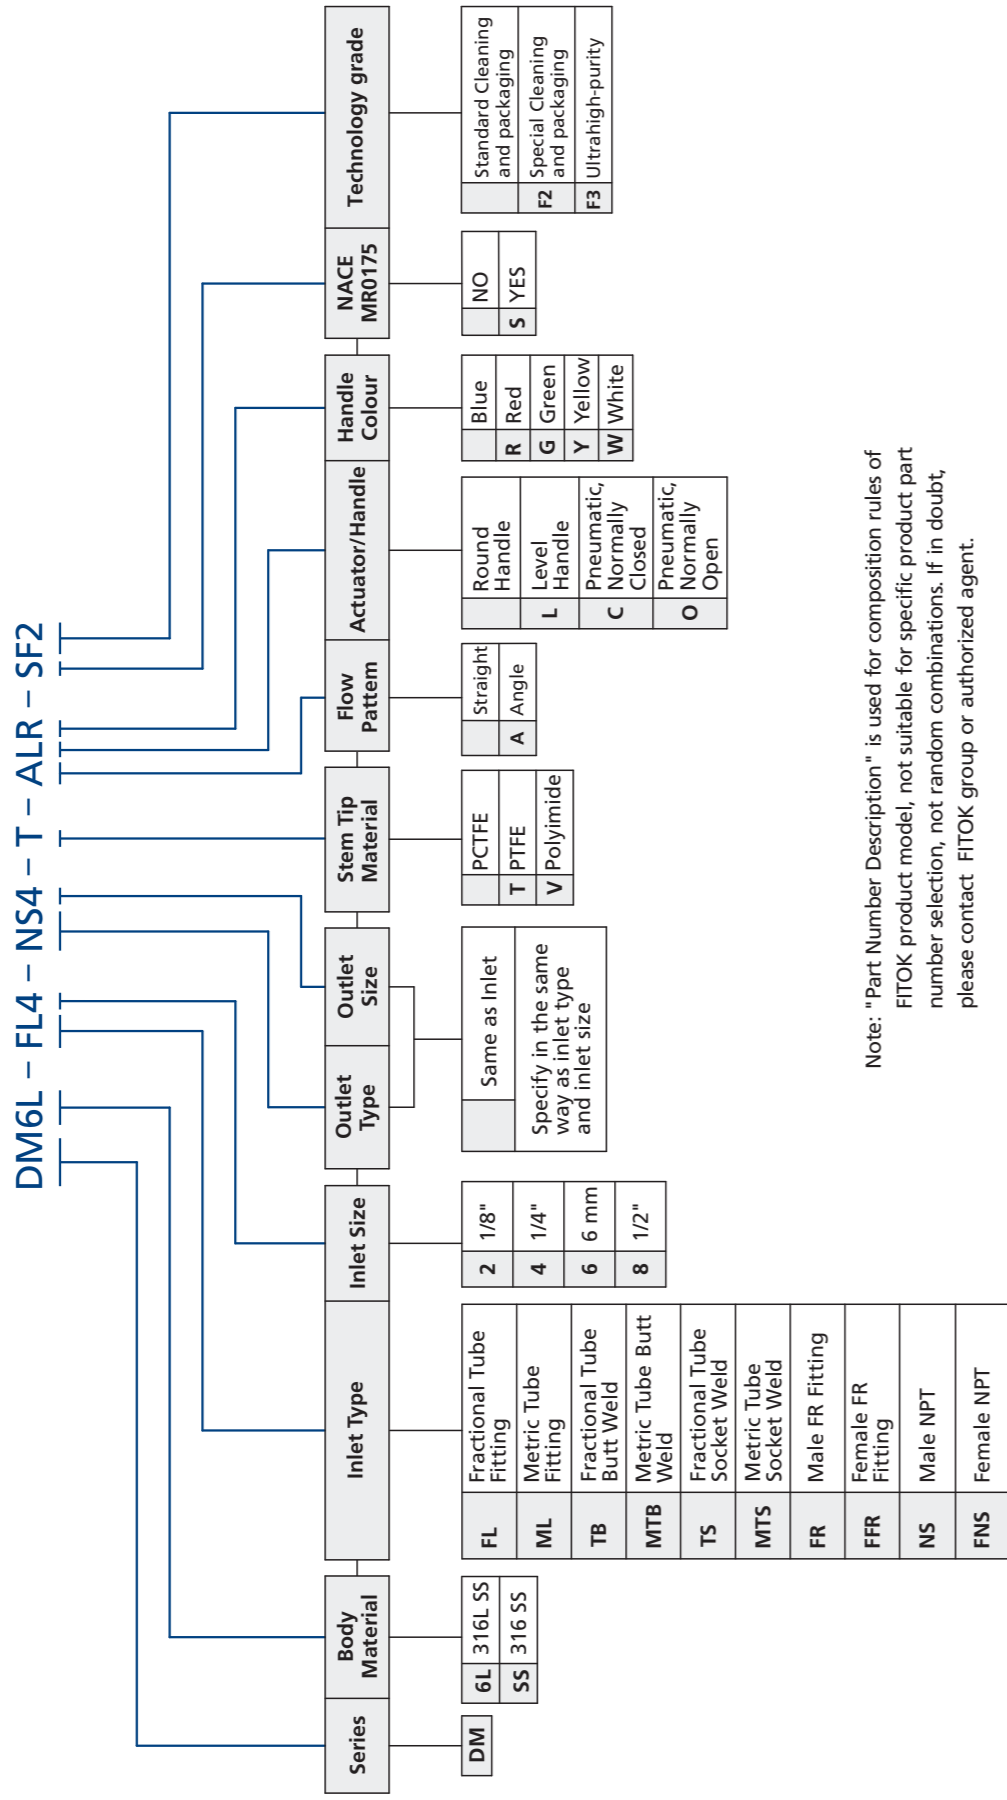 DM6L – FL4 – NS4 – T – ALR – SF2
Series
Body
Material
Inlet Type
Inlet Size
Outlet
Type
Outlet
Size
Stem Tip
Material
Flow
Pattem
Actuator/Handle
Handle
Colour
NACE
MR0175
Technology grade
DM
6L 316L SS
SS 316 SS
FL Fractional Tube
Fitting
ML Metric Tube
Fitting
TB Fractional Tube
Butt Weld
MTB Metric Tube Butt
Weld
TS Fractional Tube
Socket Weld
MTS Metric Tube
Socket Weld
FR Male FR Fitting
FFR Female FR
Fitting
NS Male NPT
FNS Female NPT
2 1/8"
4 1/4"
6 6 mm
8 1/2"
Same as Inlet
Specify in the same
way as inlet type
and inlet size
PCTFE
T PTFE
V Polyimide
Straight
A Angle
Round
Handle
L Level
Handle
C Pneumatic,
Normally
Closed
O Pneumatic,
Normally
Open
Blue
R Red
G Green
Y Yellow
W White
NO
S YES
Standard Cleaning
and packaging
F2 Special Cleaning
and packaging
F3 Ultrahigh-purity
Note: "Part Number Description" is used for composition rules of
FITOK product model, not suitable for specific product part
number selection, not random combinations. If in doubt,
please contact FITOK group or authorized agent.